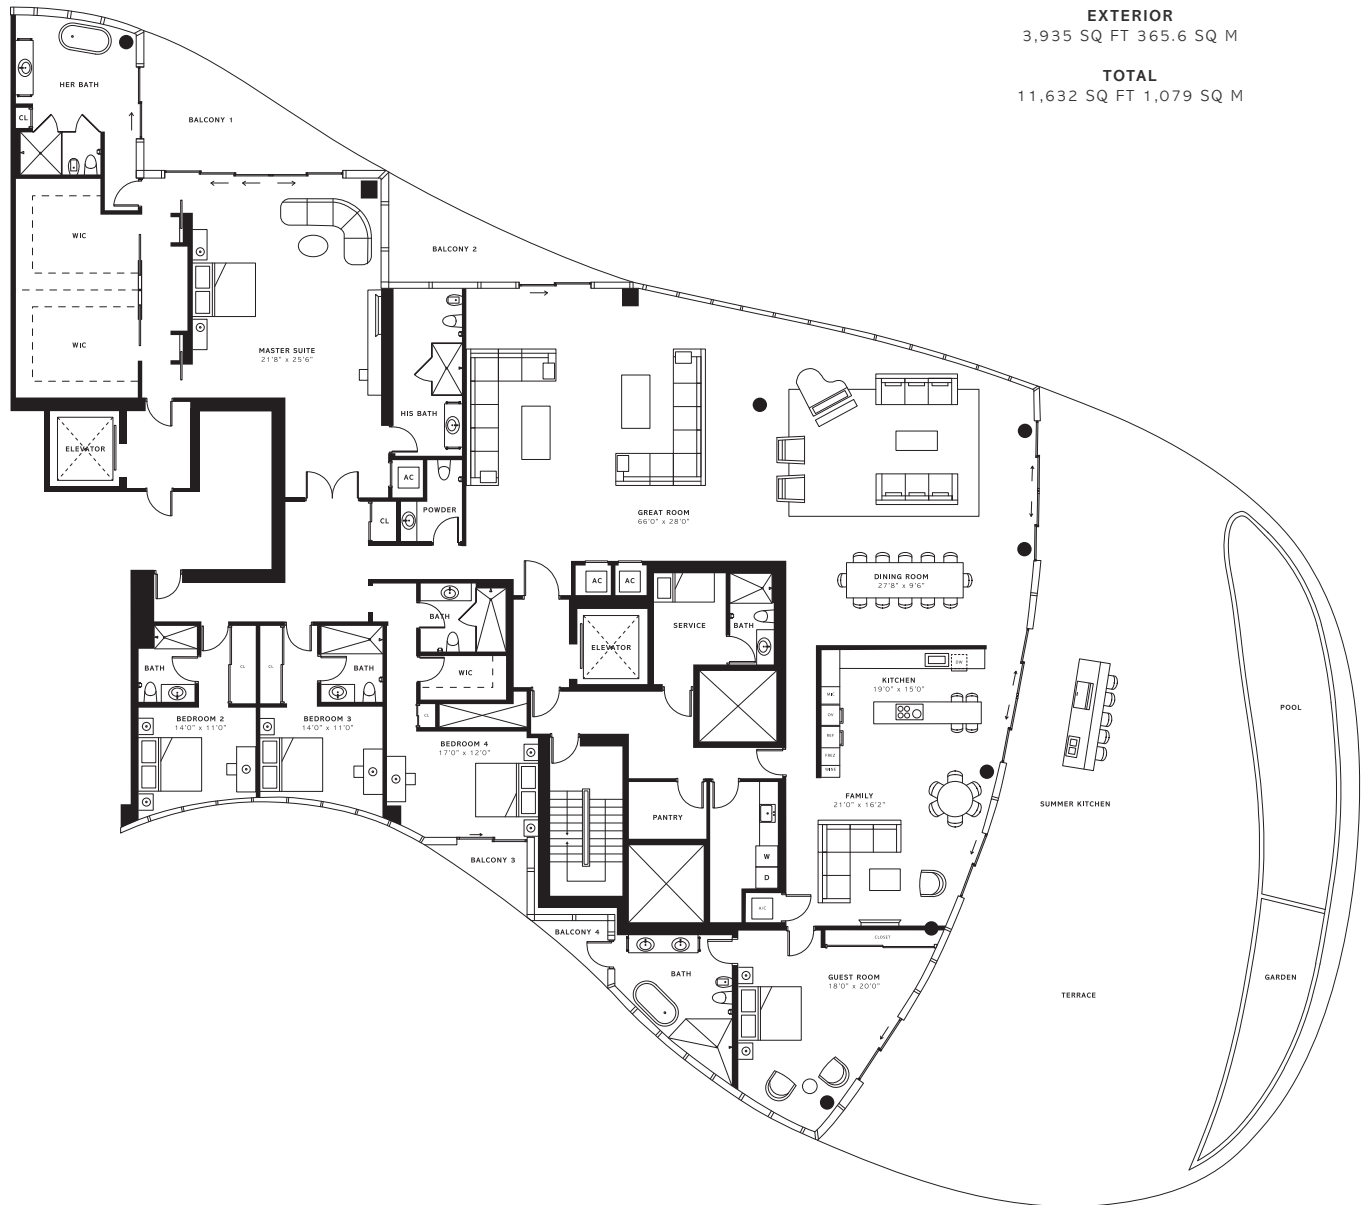 EXTERIOR
3,935 SQ FT 365.6 SQ M
TOTAL
11,632 SQ FT 1,079 SQ M
HER BATH
CL
BALCONY 1
WIC
WIC
BALCONY 2
MASTER SUITE
21'8" x 25'6"
HIS BATH
ELEVATOR
AC
POWDER
CL
GREAT ROOM
66'0" x 28'0"
DINING ROOM
27'8" x 9'6"
AC
AC
BATH
SERVICE
BATH
ELEVATOR
WIC
BATH
CL
CL
BATH
CL
KITCHEN
19'0" x 15'0"
DW
MIC
OV
REF
FREZ
WINE
BEDROOM 2
14'0" x 11'0"
BEDROOM 3
14'0" x 11'0"
BEDROOM 4
17'0" x 12'0"
POOL
FAMILY
21'0" x 16'2"
SUMMER KITCHEN
PANTRY
W
D
BALCONY 3
A/C
BALCONY 4
CLOSET
BATH
GUEST ROOM
18'0" x 20'0"
GARDEN
TERRACE